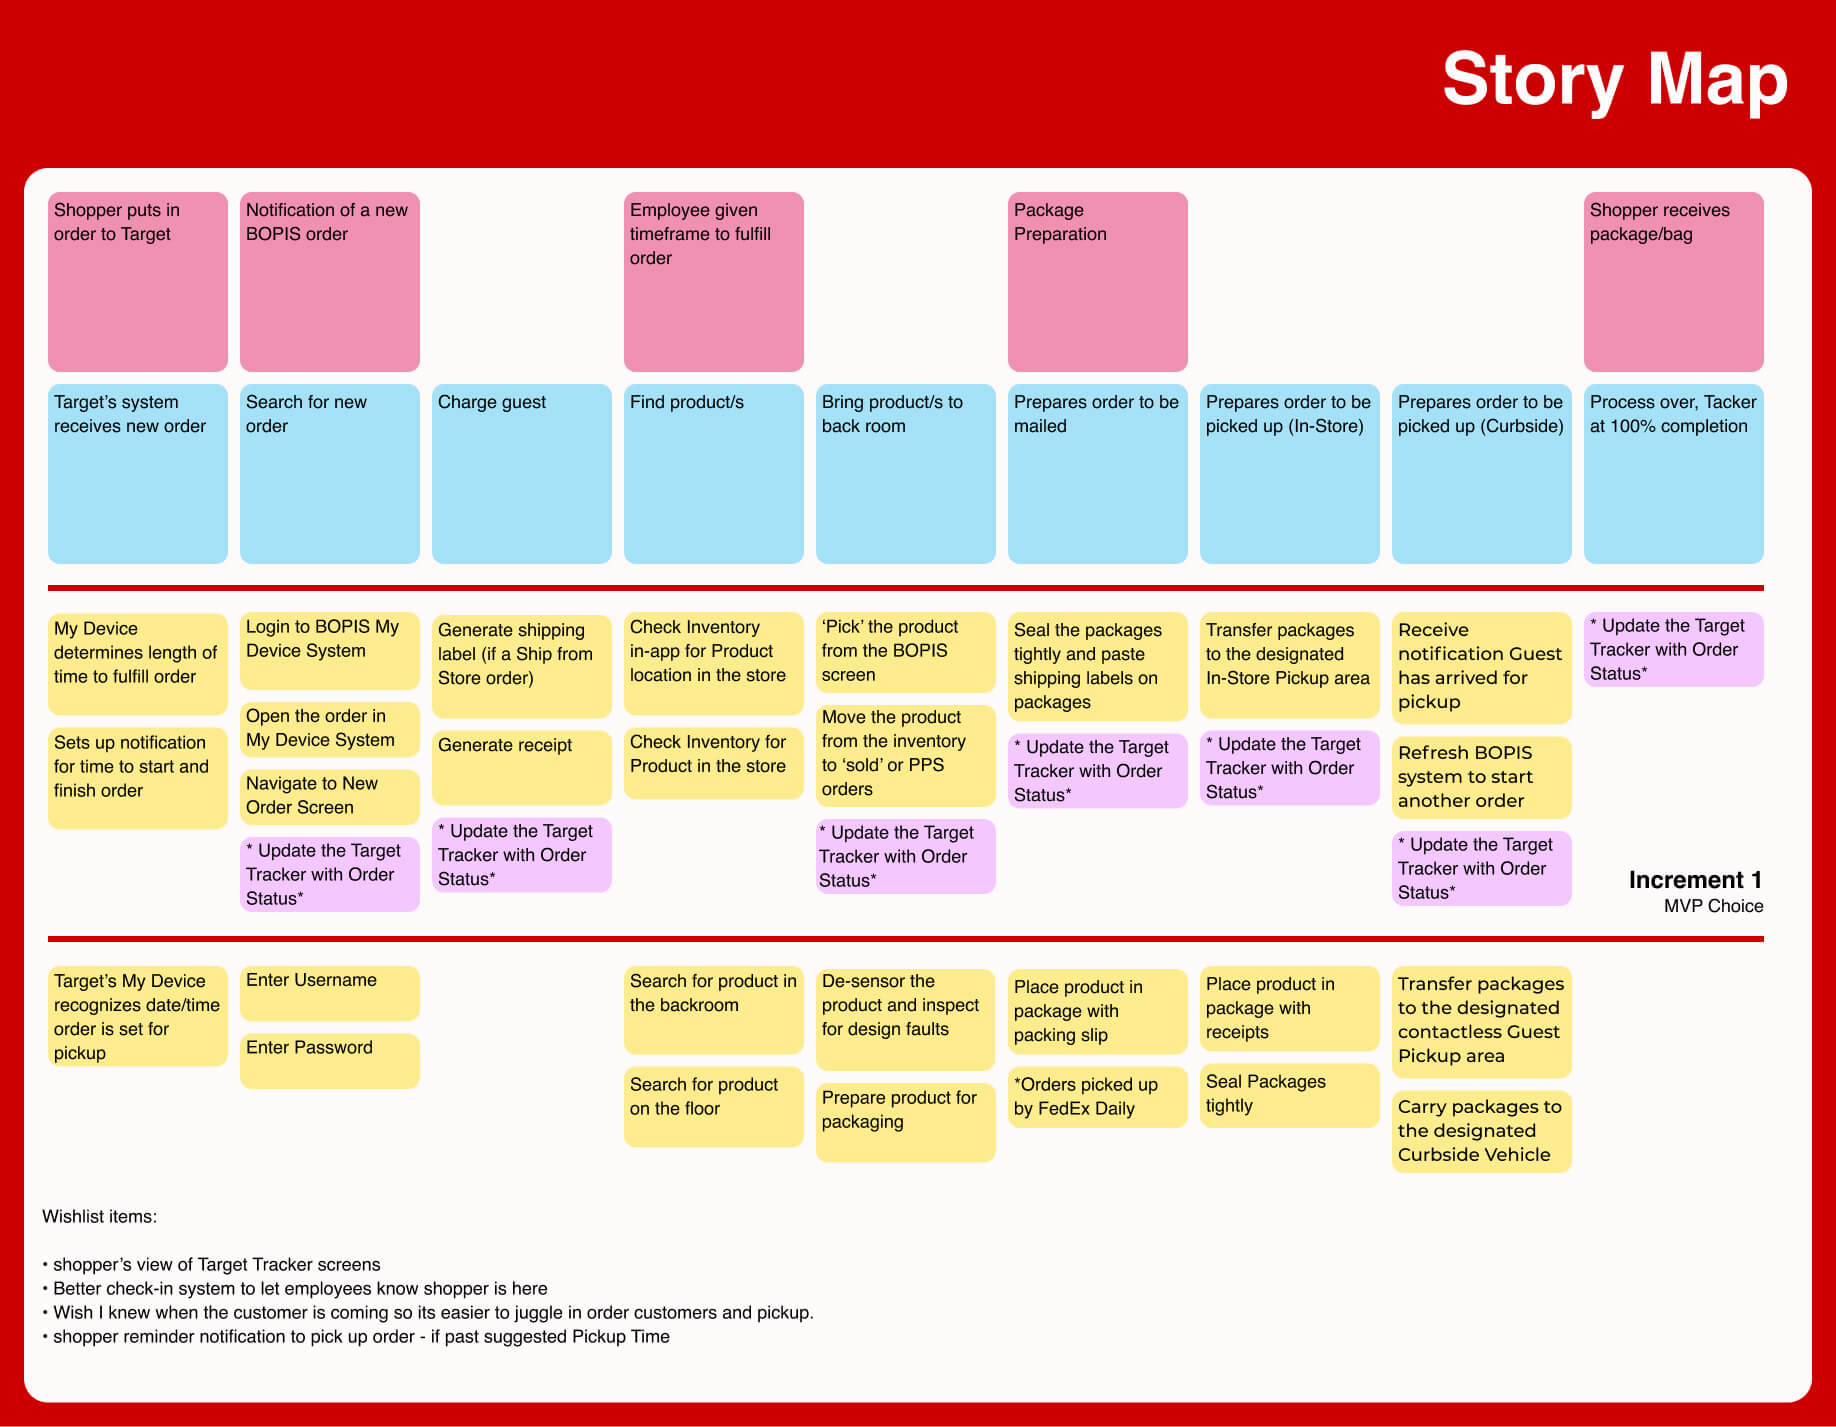 Story Map
Shopper puts in
order to Target
Notification of a new
BOPIS order
Employee given
timeframe to fulfill
order
Package
Preparation
Shopper receives
package/bag
Target’s system
receives new order
Search for new
order
Charge guest
Find product/s
Bring product/s to
back room
Prepares order to be
mailed
Prepares order to be
picked up (In-Store)
Prepares order to be
picked up (Curbside)
Process over, Tacker
at 100% completion
My Device
determines length of
time to fulfill order
Sets up notification
for time to start and
finish order
Login to BOPIS My
Device System
Open the order in
My Device System
Navigate to New
Order Screen
* Update the Target
Tracker with Order
Status*
Generate shipping
label (if a Ship from
Store order)
Generate receipt
* Update the Target
Tracker with Order
Status*
Check Inventory
in-app for Product
location in the store
Check Inventory for
Product in the store
‘Pick’ the product
from the BOPIS
screen
Move the product
from the inventory
to ‘sold’ or PPS
orders
* Update the Target
Tracker with Order
Status*
Seal the packages
tightly and paste
shipping labels on
packages
* Update the Target
Tracker with Order
Status*
Transfer packages
to the designated
In-Store Pickup area
* Update the Target
Tracker with Order
Status*
Receive
notification Guest
has arrived for
pickup
Refresh BOPIS
system to start
another order
* Update the Target
Tracker with Order
Status*
* Update the Target
Tracker with Order
Status*
Increment 1
MVP Choice
Target’s My Device
recognizes date/time
order is set for
pickup
Enter Username
Enter Password
Search for product in
the backroom
Search for product
on the floor
De-sensor the
product and inspect
for design faults
Prepare product for
packaging
Place product in
package with
packing slip
*Orders picked up
by FedEx Daily
Place product in
package with
receipts
Seal Packages
tightly
Transfer packages
to the designated
contactless Guest
Pickup area
Carry packages to
the designated
Curbside Vehicle
Wishlist items:
• shopper’s view of Target Tracker screens
• Better check-in system to let employees know shopper is here
• Wish I knew when the customer is coming so its easier to juggle in order customers and pickup.
• shopper reminder notification to pick up order - if past suggested Pickup Time